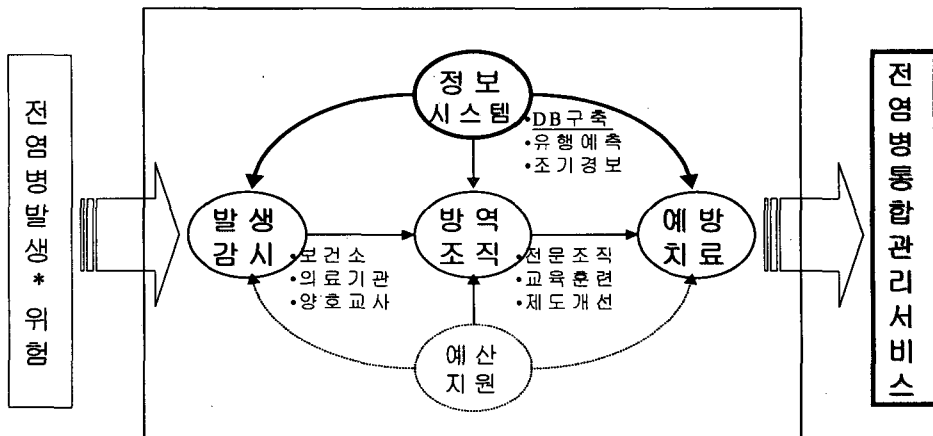 전염병발생*위험
정보
시스템
•DB구축
•유행예측
•조기경보
발생
감시
•보건소
•의료기관
•양호교사
방역
조직
•전문조직
•교육훈련
•제도개선
예방
치료
예산
지원
전염병통합관리서비스